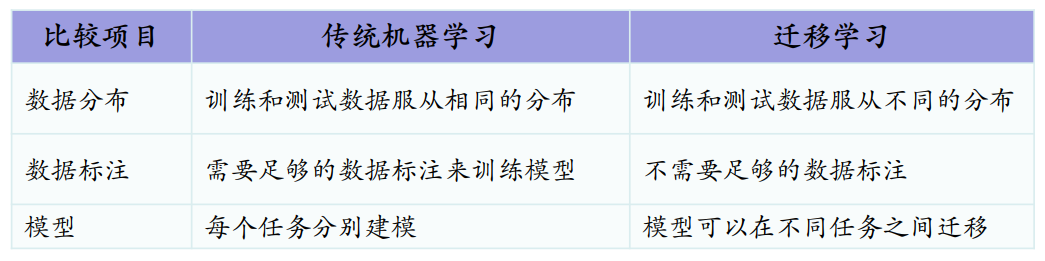 比较项目 传统机器学习 迁移学习
数据分布 训练和测试数据服从相同的分布 训练和测试数据服从不同的分布
数据标注 需要足够的数据标注来训练模型 不需要足够的数据标注
模型 每个任务分别建模 模型可以在不同任务之间迁移